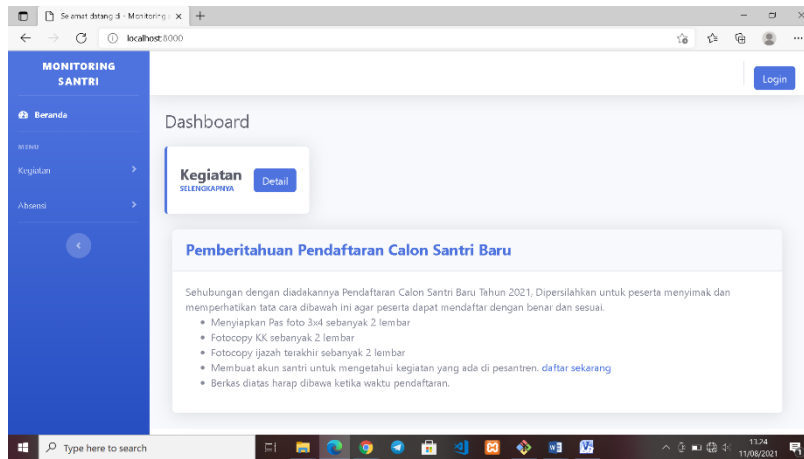 Selamat datang di - Monitoring s
localhost:8000
MONITORING
SANTRI
Login
Beranda
Dashboard
MENU
Kegiatan
Absensi
Kegiatan
SELENGKAPNYA
Detail
Pemberitahuan Pendaftaran Calon Santri Baru
Sehubungan dengan diadakannya Pendaftaran Calon Santri Baru Tahun 2021, Dipersilahkan untuk peserta menyimak dan
memperhatikan tata cara dibawah ini agar peserta dapat mendaftar dengan benar dan sesuai.
Menyiapkan Pas foto 3x4 sebanyak 2 lembar
Fotocopy KK sebanyak 2 lembar
Fotocopy ijazah terakhir sebanyak 2 lembar
Membuat akun santri untuk mengetahui kegiatan yang ada di pesantren. daftar sekarang
Berkas diatas harap dibawa ketika waktu pendaftaran.
Type here to search
13.24
11/08/2021